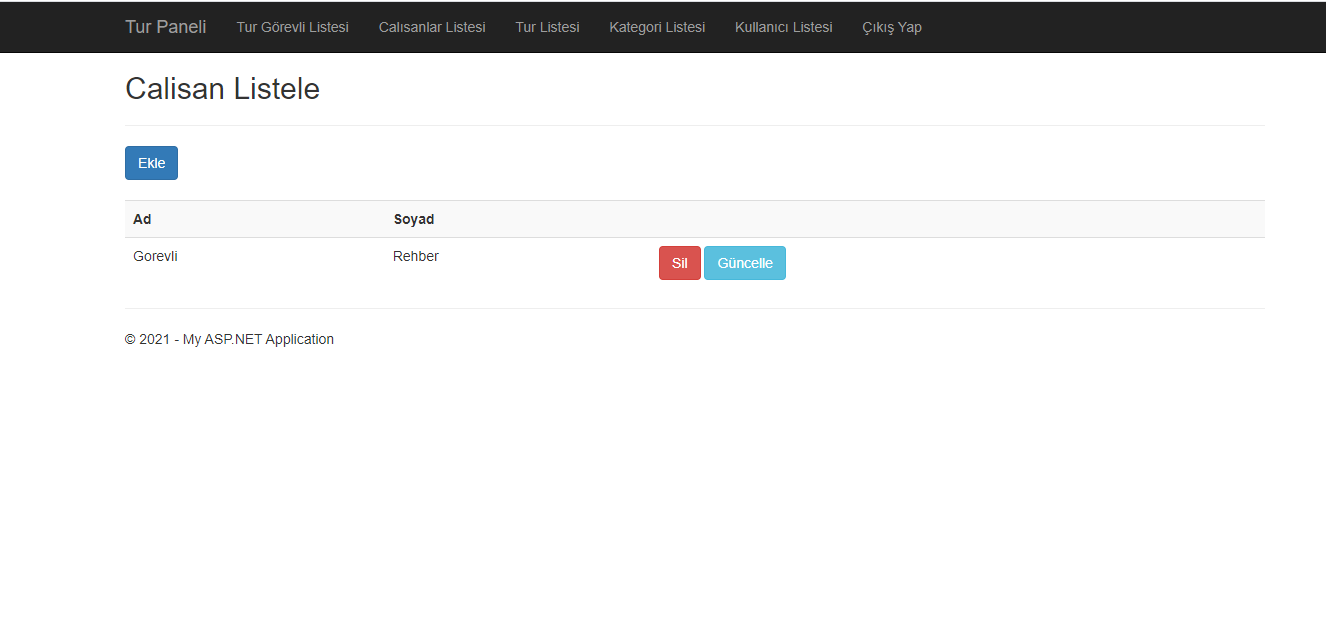 Tur Paneli Tur Görevli Listesi Calısanlar Listesi Tur Listesi Kategori Listesi Kullanıcı Listesi Çıkış Yap
Calisan Listele
Ekle
Ad Soyad
Gorevli Rehber Sil Güncelle
© 2021 - My ASP.NET Application